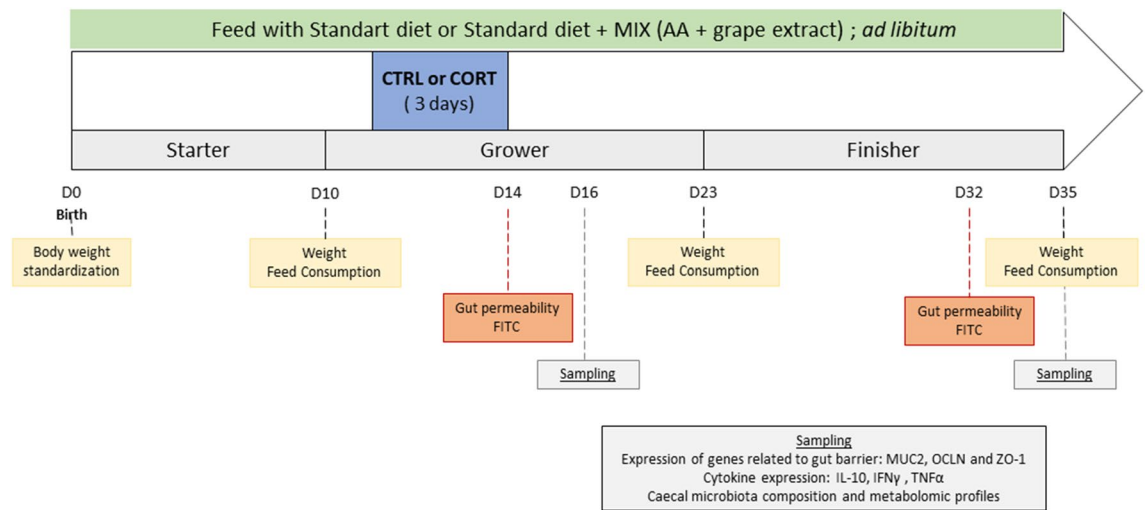 Feed with Standart diet or Standard diet + MIX (AA + grape extract) ; ad libitum
CTRL or CORT
( 3 days)
Starter
Grower
Finisher
D0
Birth
D10
D14
D16
D23
D32
D35
Body weight
standardization
Weight
Feed Consumption
Weight
Feed Consumption
Weight
Feed Consumption
Gut permeability
FITC
Gut permeability
FITC
Sampling
Sampling
Sampling
Expression of genes related to gut barrier: MUC2, OCLN and ZO-1
Cytokine expression: IL-10, IFNγ , TNFα
Caecal microbiota composition and metabolomic profiles